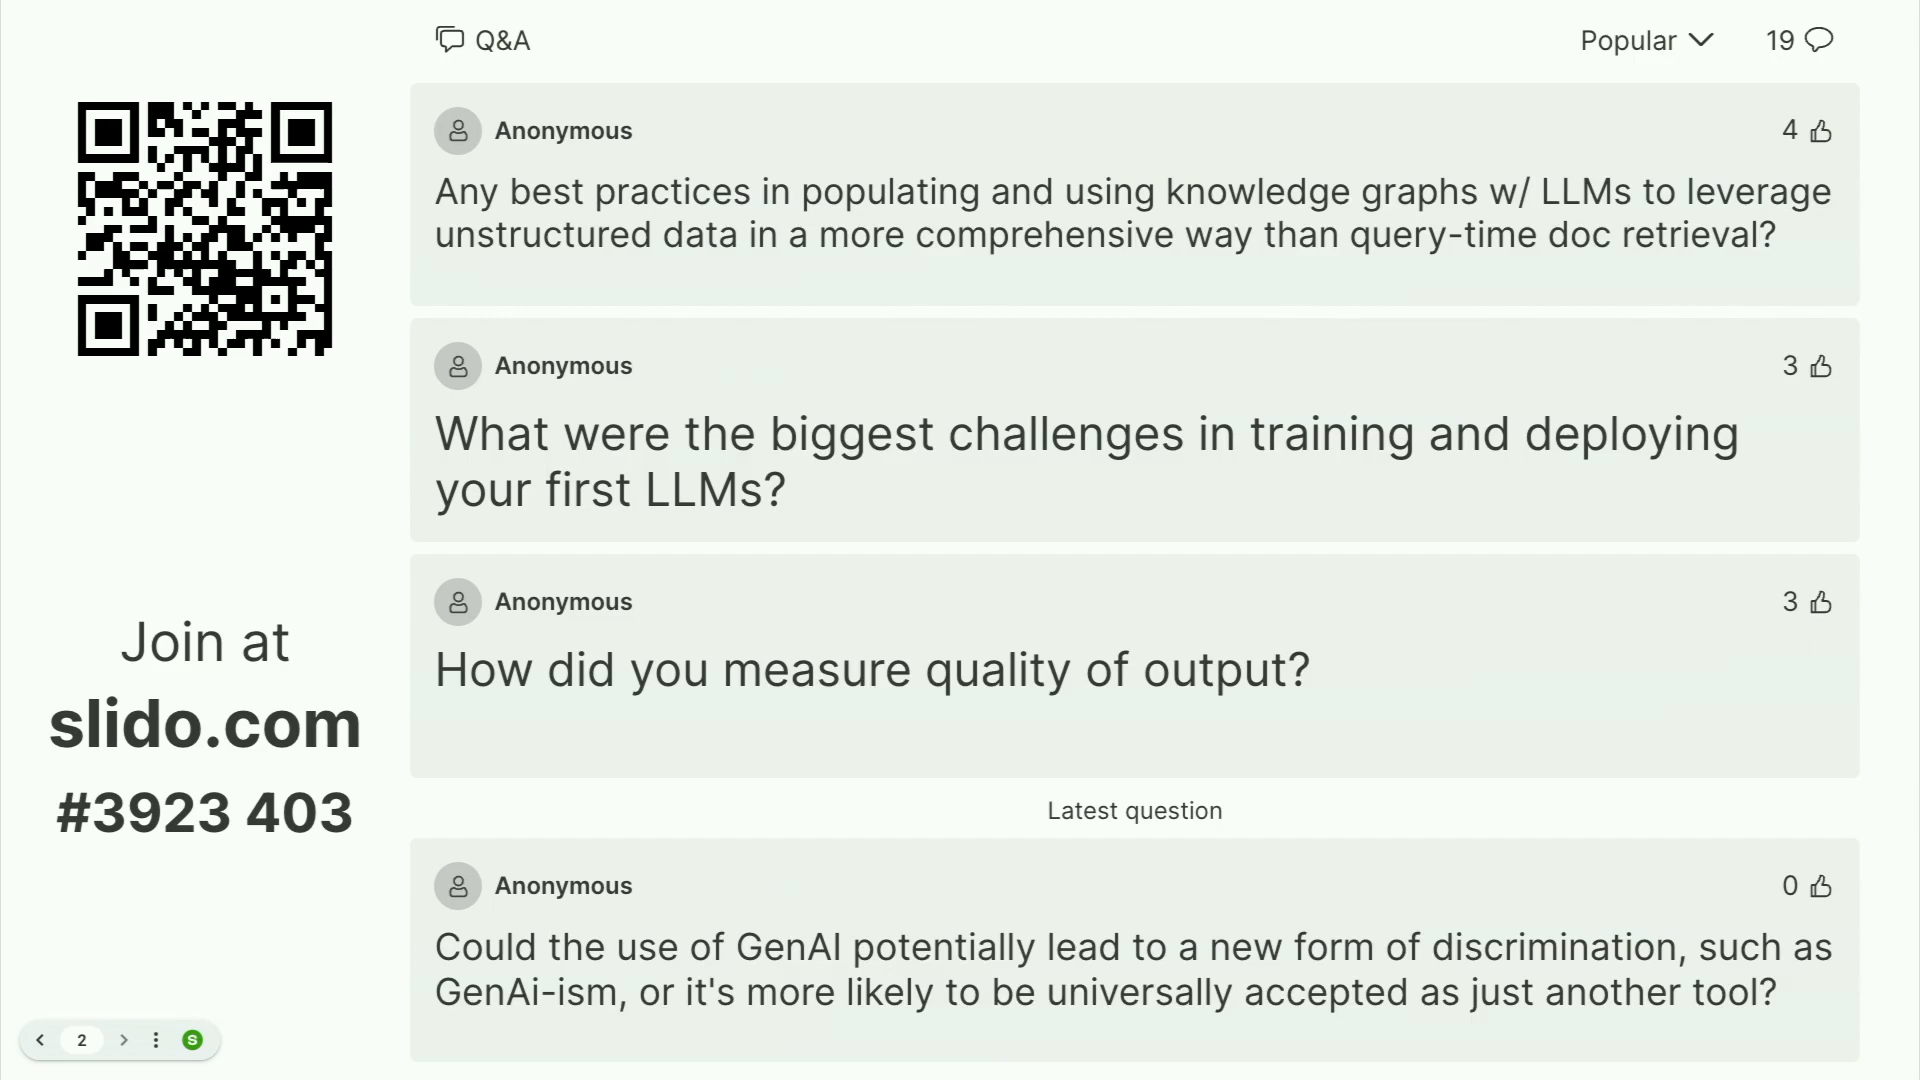 Q&A
Popular
19
Anonymous
4
Any best practices in populating and using knowledge graphs w/ LLMs to leverage
unstructured data in a more comprehensive way than query-time doc retrieval?
Anonymous
3
What were the biggest challenges in training and deploying
your first LLMs?
Anonymous
3
How did you measure quality of output?
Latest question
Anonymous
0
Could the use of GenAI potentially lead to a new form of discrimination, such as
GenAi-ism, or it's more likely to be universally accepted as just another tool?
Join at
slido.com
#3923 403
2
S